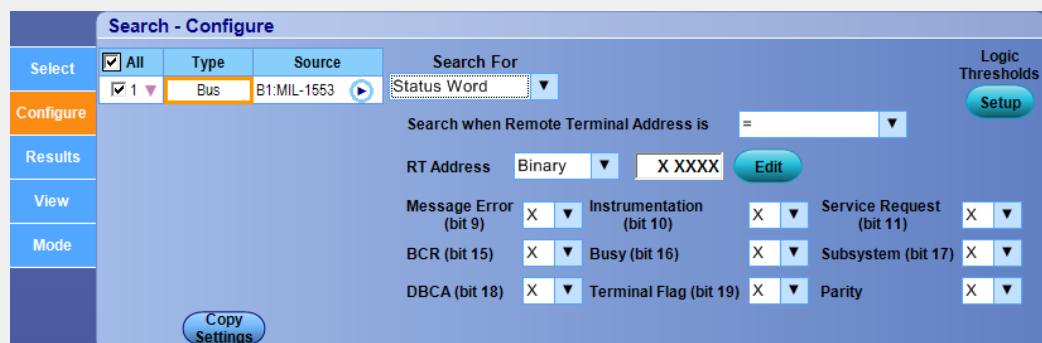 Search - Configure
Select
Configure
Results
View
Mode
All Type Source
1 Bus B1:MIL-1553
Copy
Settings
Search For
Status Word
Logic
Thresholds
Setup
Search when Remote Terminal Address is =
RT Address Binary X XXXX Edit
Message Error
(bit 9) X
Instrumentation
(bit 10) X
Service Request
(bit 11) X
BCR (bit 15) X Busy (bit 16) X Subsystem (bit 17) X
DBCA (bit 18) X Terminal Flag (bit 19) X Parity X